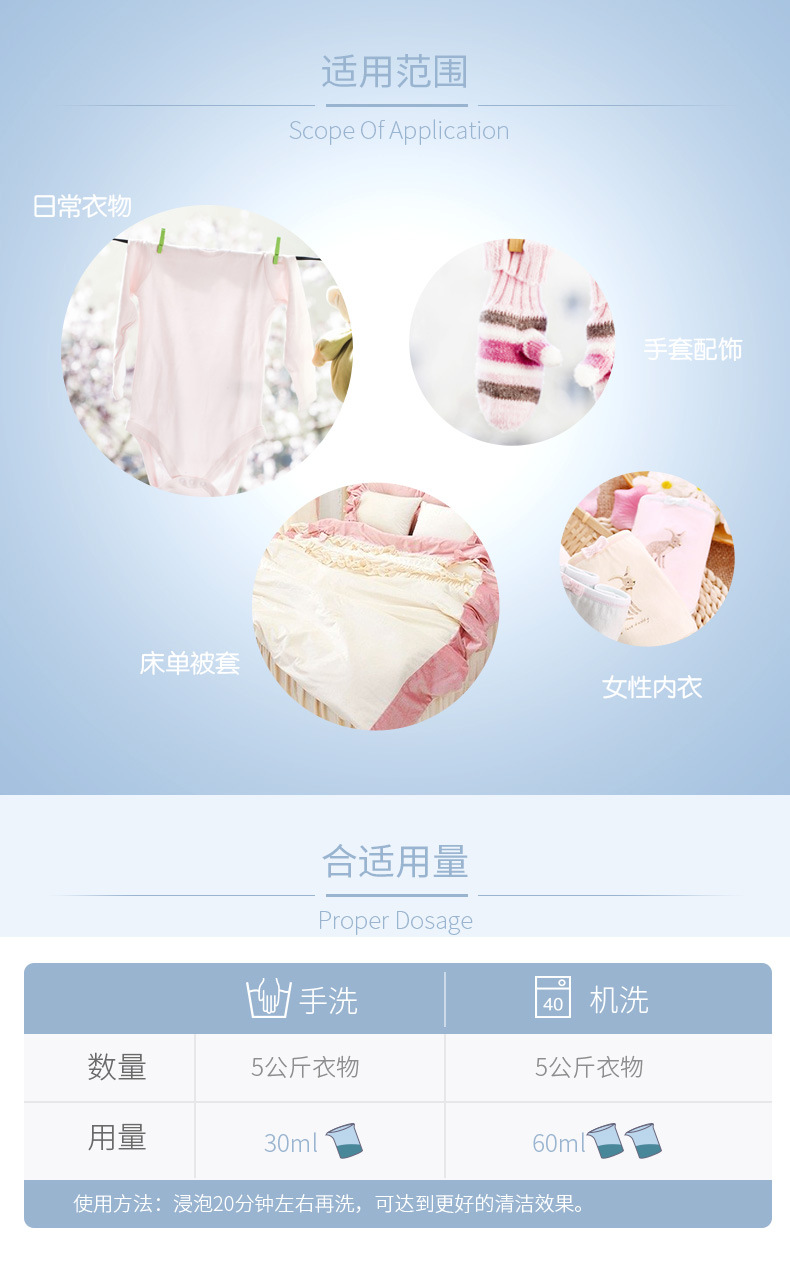 适用范围
Scope Of Application
日常衣物
手套配饰
床单被套
女性内衣
合适用量
Proper Dosage
手洗
40
机洗
数量
5公斤衣物
5公斤衣物
用量
30ml
60ml
使用方法：浸泡20分钟左右再洗，可达到更好的清洁效果。